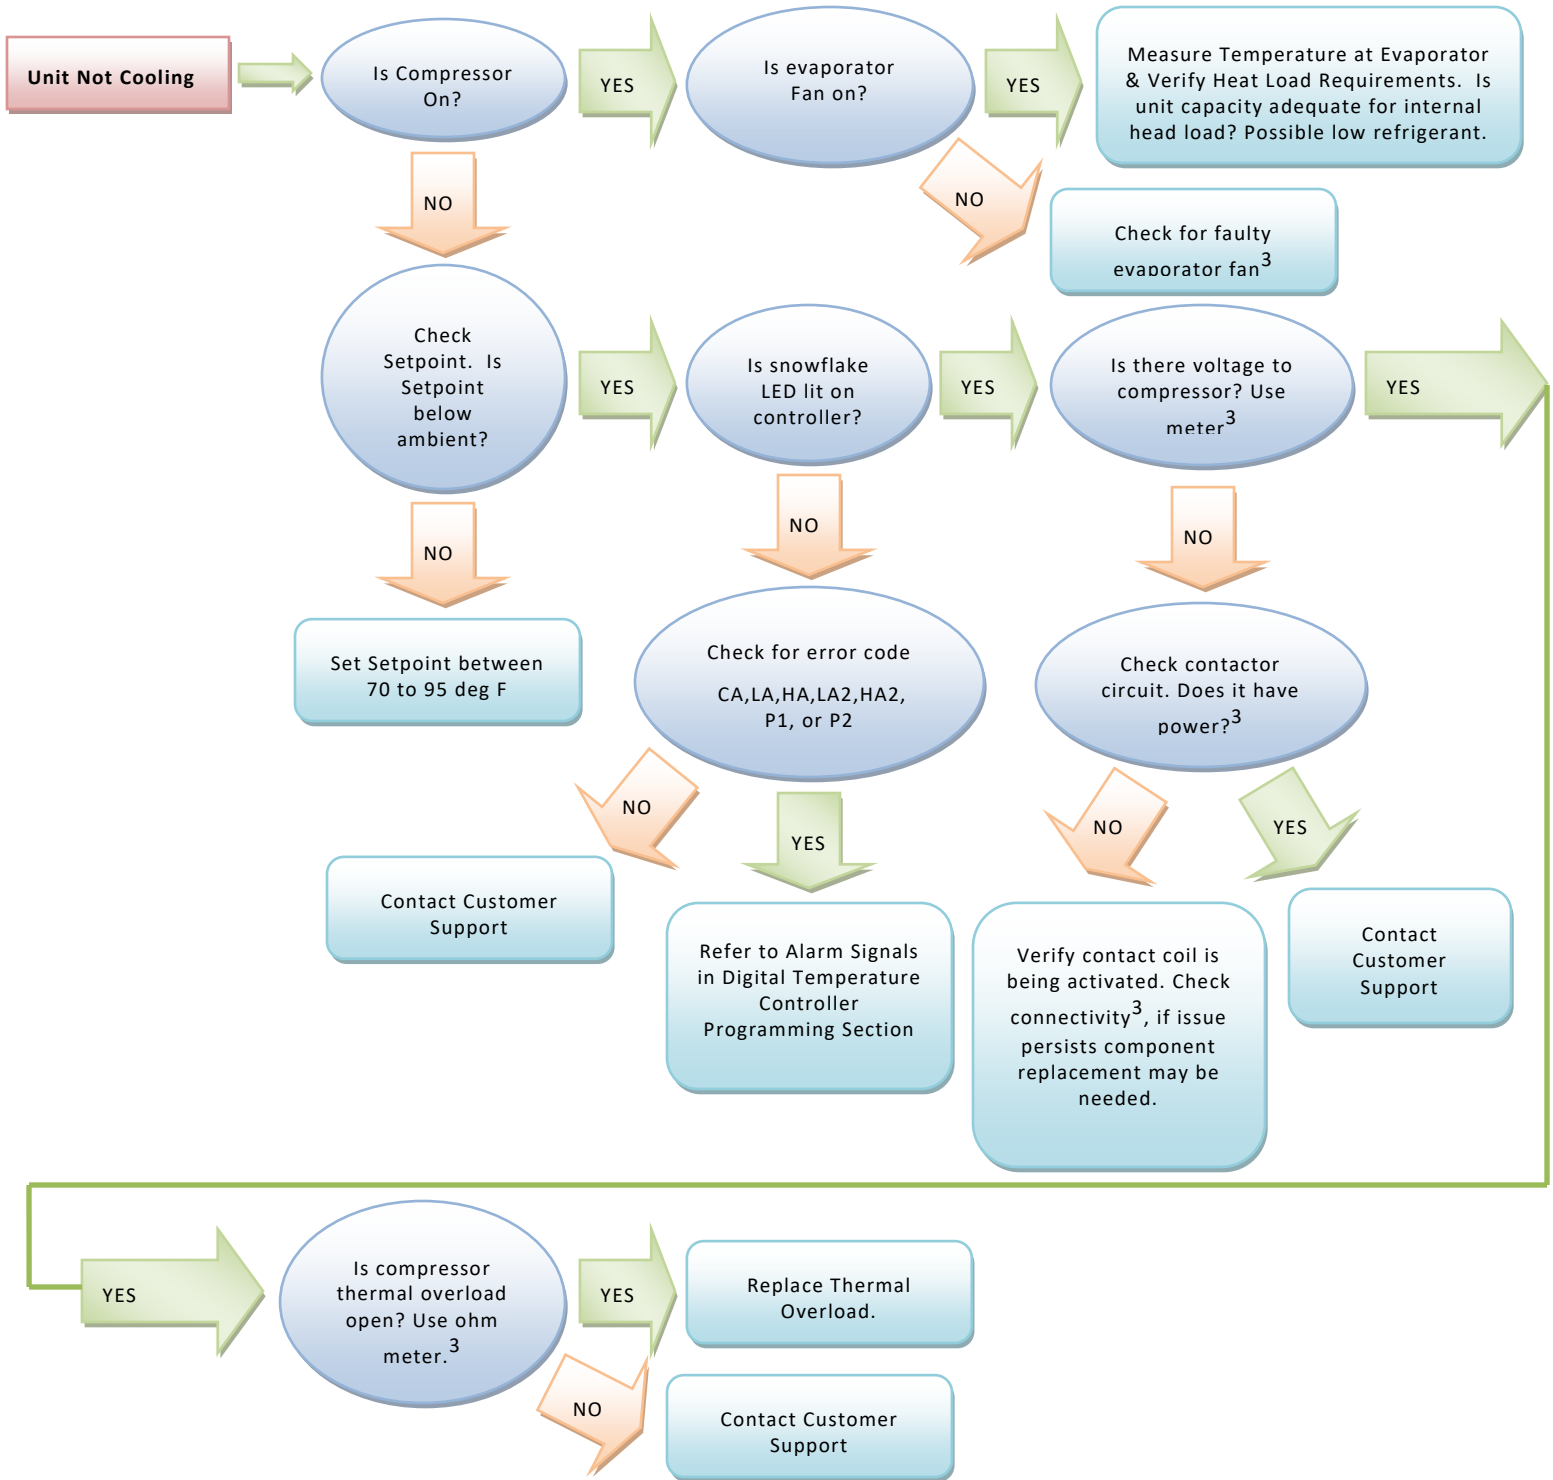 Unit Not Cooling
Is Compressor
On?
YES
Is evaporator
Fan on?
YES
Measure Temperature at Evaporator
& Verify Heat Load Requirements. Is
unit capacity adequate for internal
head load? Possible low refrigerant.
NO
NO
Check for faulty
evaporator fan3
Check
Setpoint. Is
Setpoint
below
ambient?
YES
Is snowflake
LED lit on
controller?
YES
Is there voltage to
compressor? Use
meter3
YES
NO
NO
NO
Set Setpoint between
70 to 95 deg F
Check for error code
CA,LA,HA,LA2,HA2,
P1, or P2
Check contactor
circuit. Does it have
power?3
NO
YES
NO
YES
Contact Customer
Support
Refer to Alarm Signals
in Digital Temperature
Controller
Programming Section
Verify contact coil is
being activated. Check
connectivity3, if issue
persists component
replacement may be
needed.
Contact
Customer
Support
YES
Is compressor
thermal overload
open? Use ohm
meter.3
YES
Replace Thermal
Overload.
NO
Contact Customer
Support